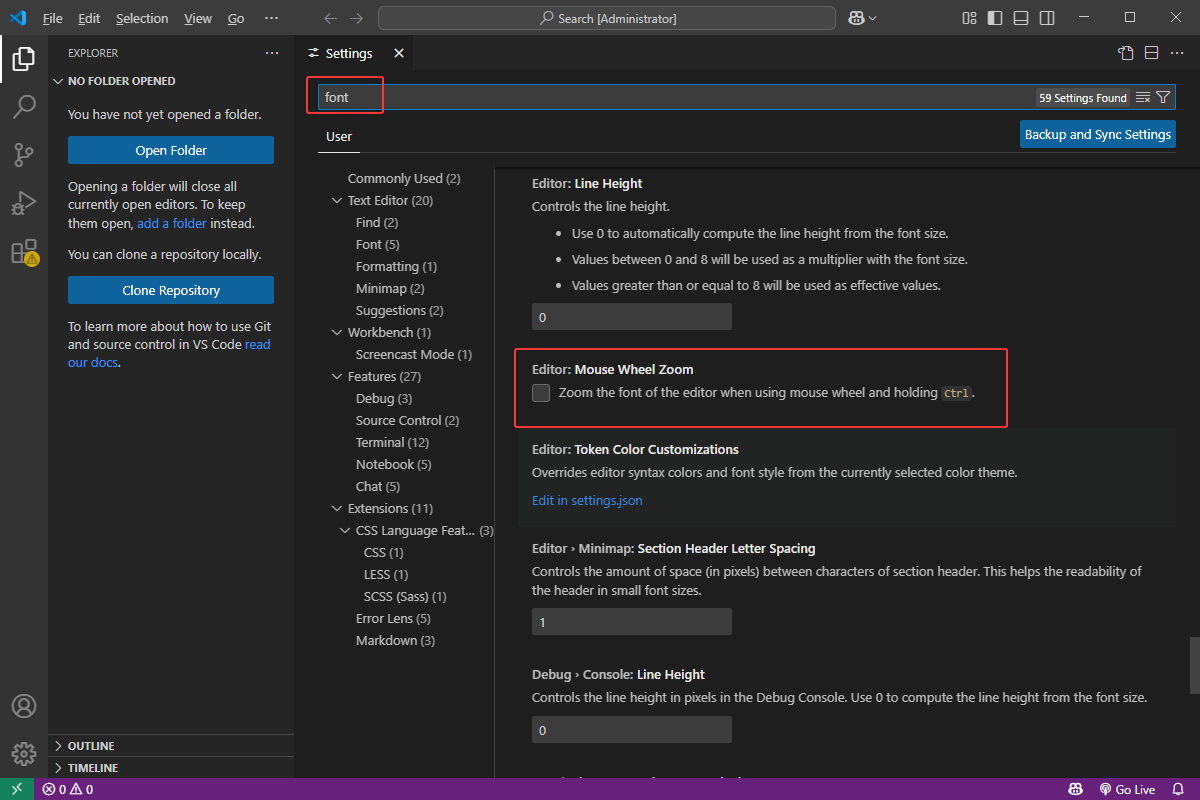 File Edit Selection View Go ···
Search [Administrator]
EXPLORER ···
NO FOLDER OPENED
You have not yet opened a folder.
Open Folder
Opening a folder will close all
currently open editors. To keep
them open, add a folder instead.
You can clone a repository locally.
Clone Repository
To learn more about how to use Git
and source control in VS Code read
our docs.
OUTLINE
TIMELINE
Settings
font
59 Settings Found
User
Backup and Sync Settings
Commonly Used (2)
Text Editor (20)
Find (2)
Font (5)
Formatting (1)
Minimap (2)
Suggestions (2)
Workbench (1)
Screencast Mode (1)
Features (27)
Debug (3)
Source Control (2)
Terminal (12)
Notebook (5)
Chat (5)
Extensions (11)
CSS Language Feat... (3)
CSS (1)
LESS (1)
SCSS (Sass) (1)
Error Lens (5)
Markdown (3)
Editor: Line Height
Controls the line height.
• Use 0 to automatically compute the line height from the font size.
• Values between 0 and 8 will be used as a multiplier with the font size.
• Values greater than or equal to 8 will be used as effective values.
0
Editor: Mouse Wheel Zoom
Zoom the font of the editor when using mouse wheel and holding Ctrl.
Editor: Token Color Customizations
Overrides editor syntax colors and font style from the currently selected color theme.
Edit in settings.json
Editor › Minimap: Section Header Letter Spacing
Controls the amount of space (in pixels) between characters of section header. This helps the readability of
the header in small font sizes.
1
Debug › Console: Line Height
Controls the line height in pixels in the Debug Console. Use 0 to compute the line height from the font size.
0
0 0
Go Live